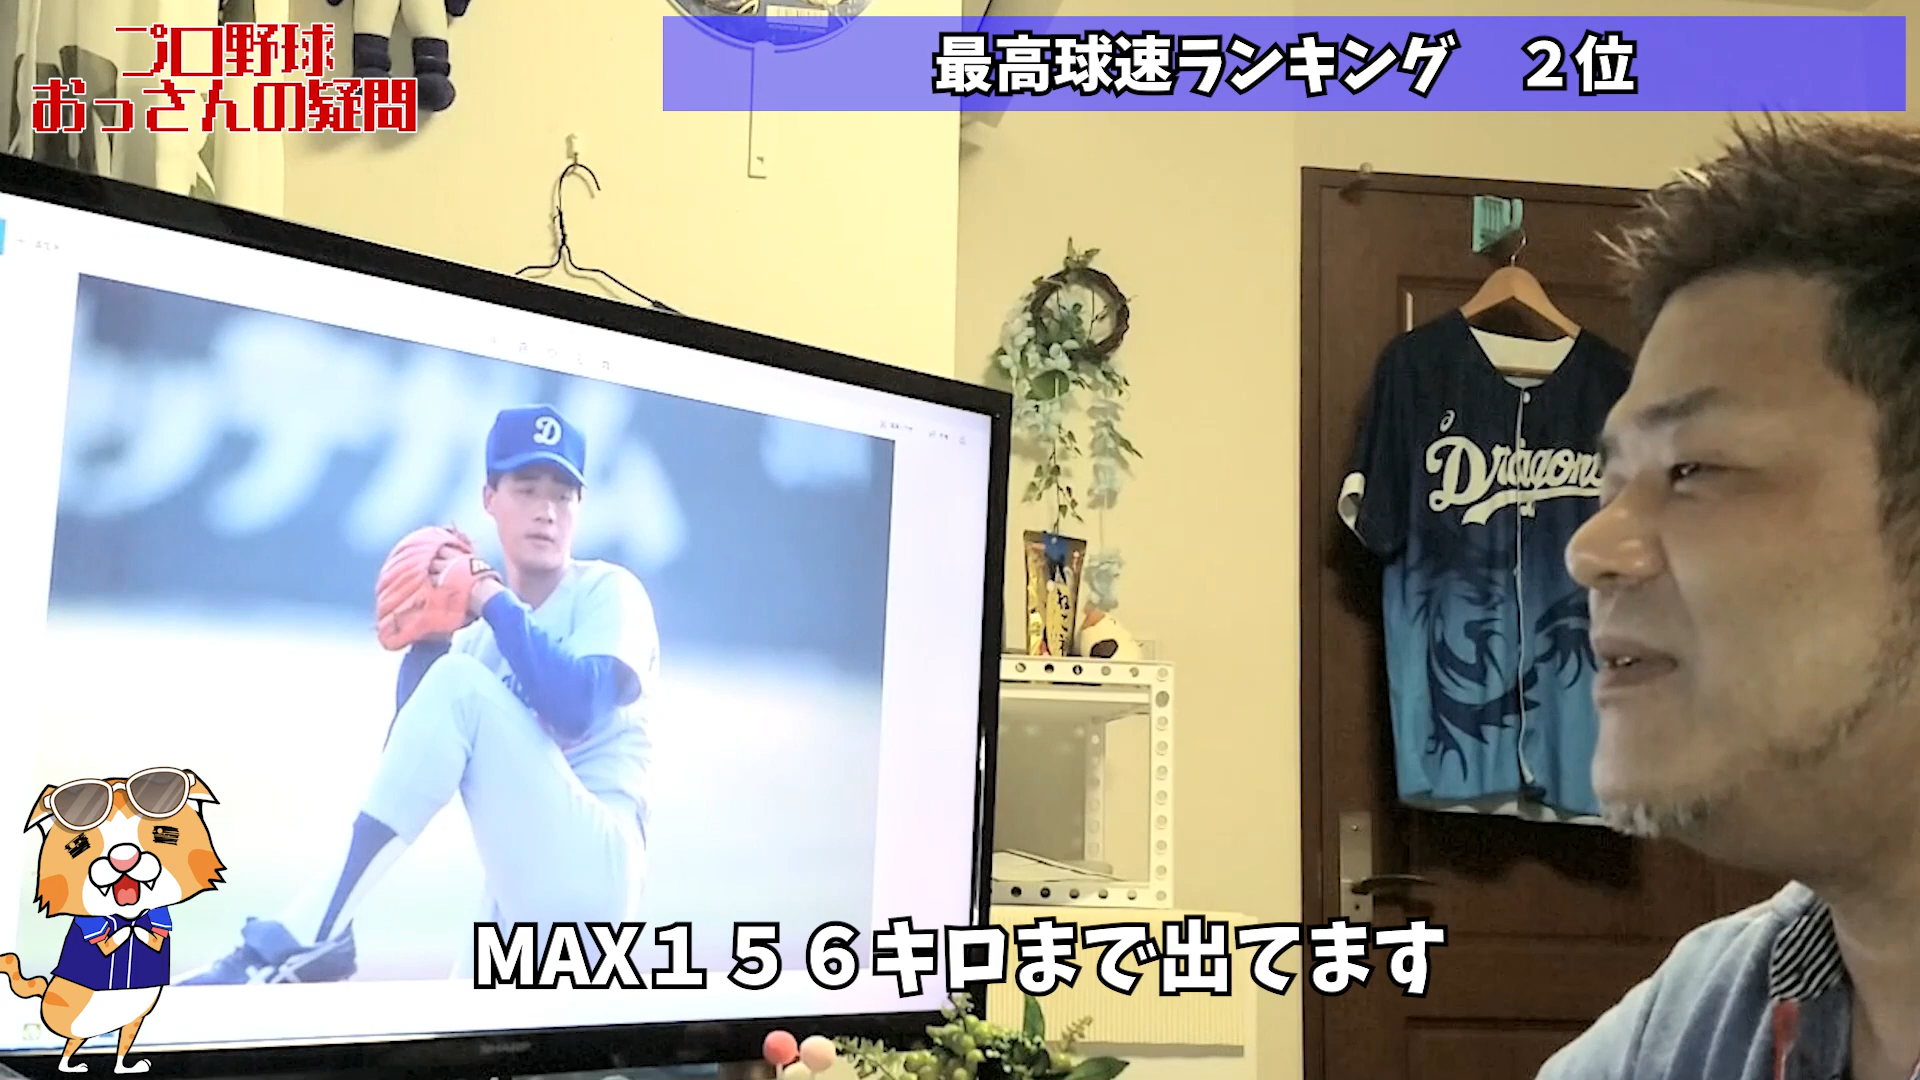 プロ野球
おっさんの疑問
最高球速ランキング　２位
D
Dragons
MAX１５６キロまで出てます